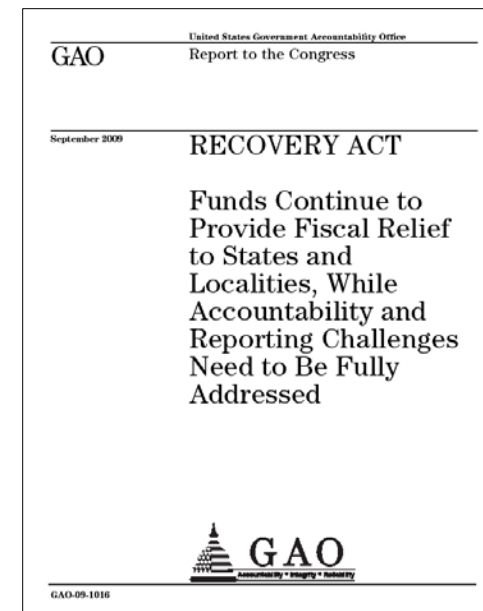 United States Government Accountability Office
GAO
Report to the Congress
September 2009
RECOVERY ACT
Funds Continue to
Provide Fiscal Relief
to States and
Localities, While
Accountability and
Reporting Challenges
Need to Be Fully
Addressed
GAO
Accountability * Integrity * Reliability
GAO-09-1016